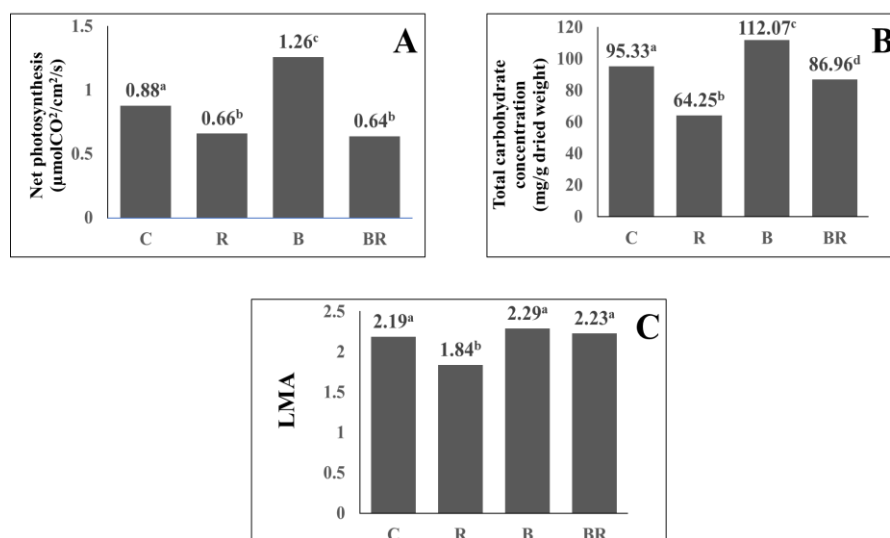 A
Net photosynthesis
(μmolCO²/cm²/s)
1.5
1
0.5
0
0.88ᵃ
0.66ᵇ
1.26ᶜ
0.64ᵇ
C R B BR
B
Total carbohydrate
concentration
(mg/g dried weight)
120
100
80
60
40
20
0
95.33ᵃ
64.25ᵇ
112.07ᶜ
86.96ᵈ
C R B BR
C
LMA
2.5
2
1.5
1
0.5
0
2.19ᵃ
1.84ᵇ
2.29ᵃ
2.23ᵃ
C R B BR